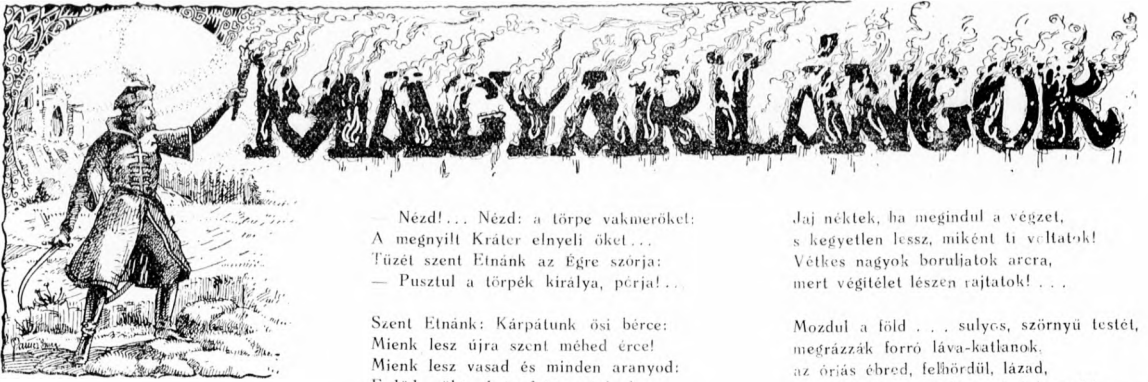 MAGYAR LÁNGOK
— Nézd!... Nézd: a törpe vakmerőket:
A megnyilt Kráter elnyeli őket...
Tüzét szent Etnánk az Égre szórja:
— Pusztul a törpék királya, pórja!..
Szent Etnánk: Kárpátunk ősi bérce:
Mienk lesz újra szent méhed érce!
Mienk lesz vasad és minden aranyod:
Jaj néktek, ha megindul a végzet,
s kegyetlen lessz, miként ti voltatok!
Vétkes nagyok boruljatok arcra,
mert végitélet lészen rajtatok! . . .
Mozdul a föld . . . sulyos, szörnyü testét,
megrázzák forró láva-katlanok,
az óriás ébred, felhördül, lázad,